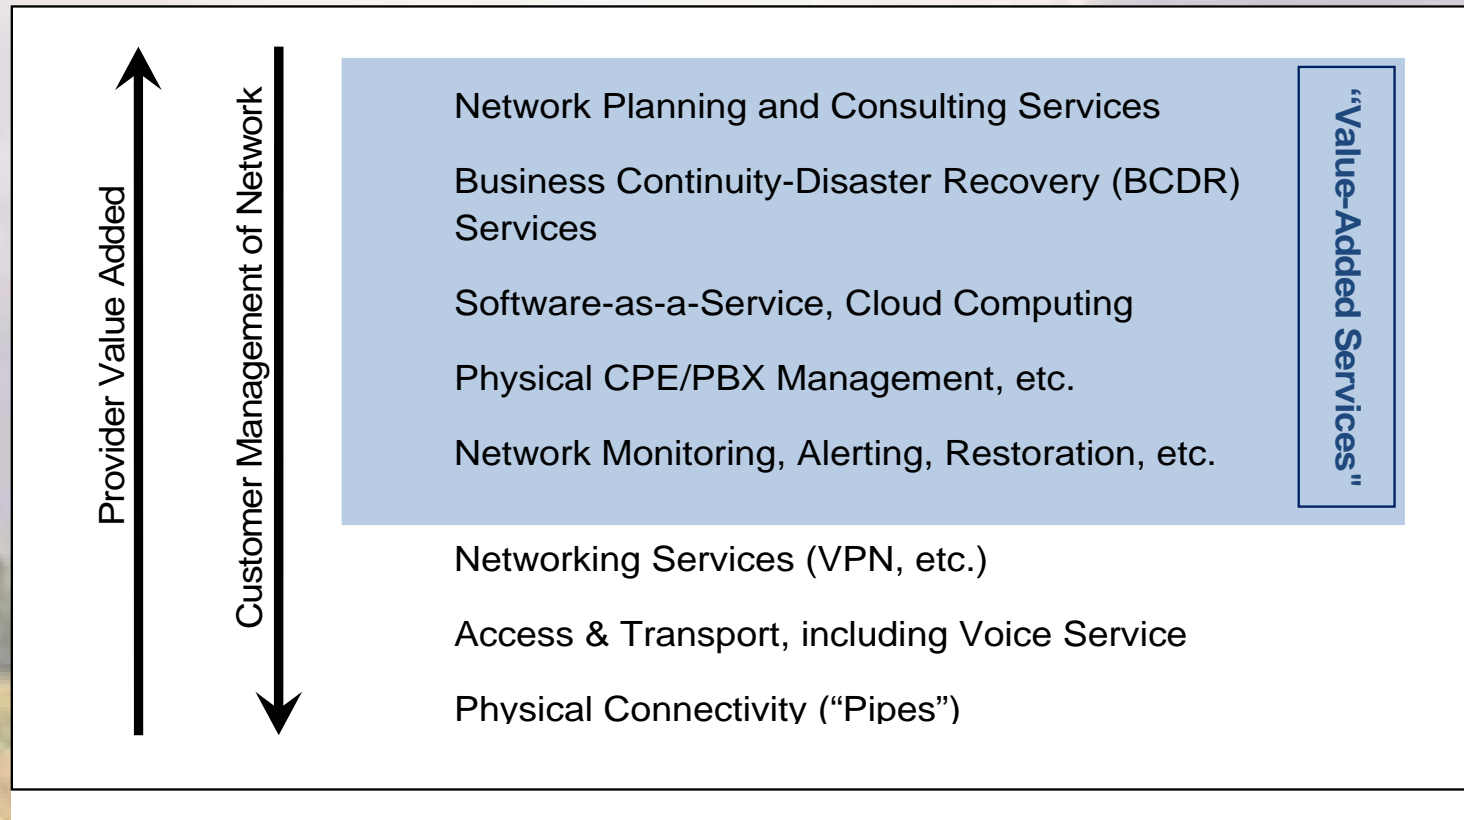 Provider Value Added
Customer Management of Network
Network Planning and Consulting Services
Business Continuity-Disaster Recovery (BCDR)
Services
Software-as-a-Service, Cloud Computing
Physical CPE/PBX Management, etc.
Network Monitoring, Alerting, Restoration, etc.
“Value-Added Services"
Networking Services (VPN, etc.)
Access & Transport, including Voice Service
Physical Connectivity (“Pipes”)